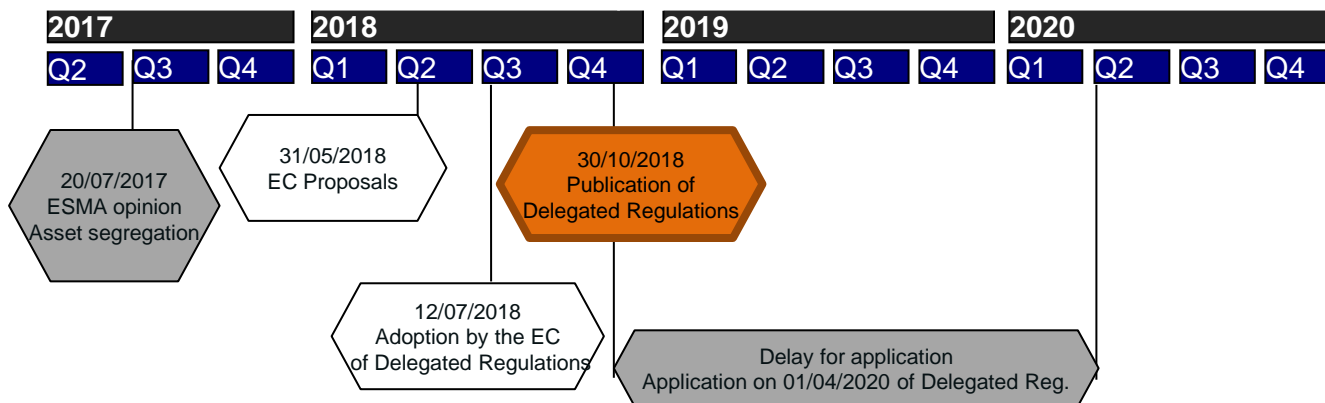 2017 2018 2019 2020
Q2 Q3 Q4 Q1 Q2 Q3 Q4 Q1 Q2 Q3 Q4 Q1 Q2 Q3 Q4
20/07/2017
ESMA opinion
Asset segregation
31/05/2018
EC Proposals
30/10/2018
Publication of
Delegated Regulations
12/07/2018
Adoption by the EC
of Delegated Regulations
Delay for application
Application on 01/04/2020 of Delegated Reg.